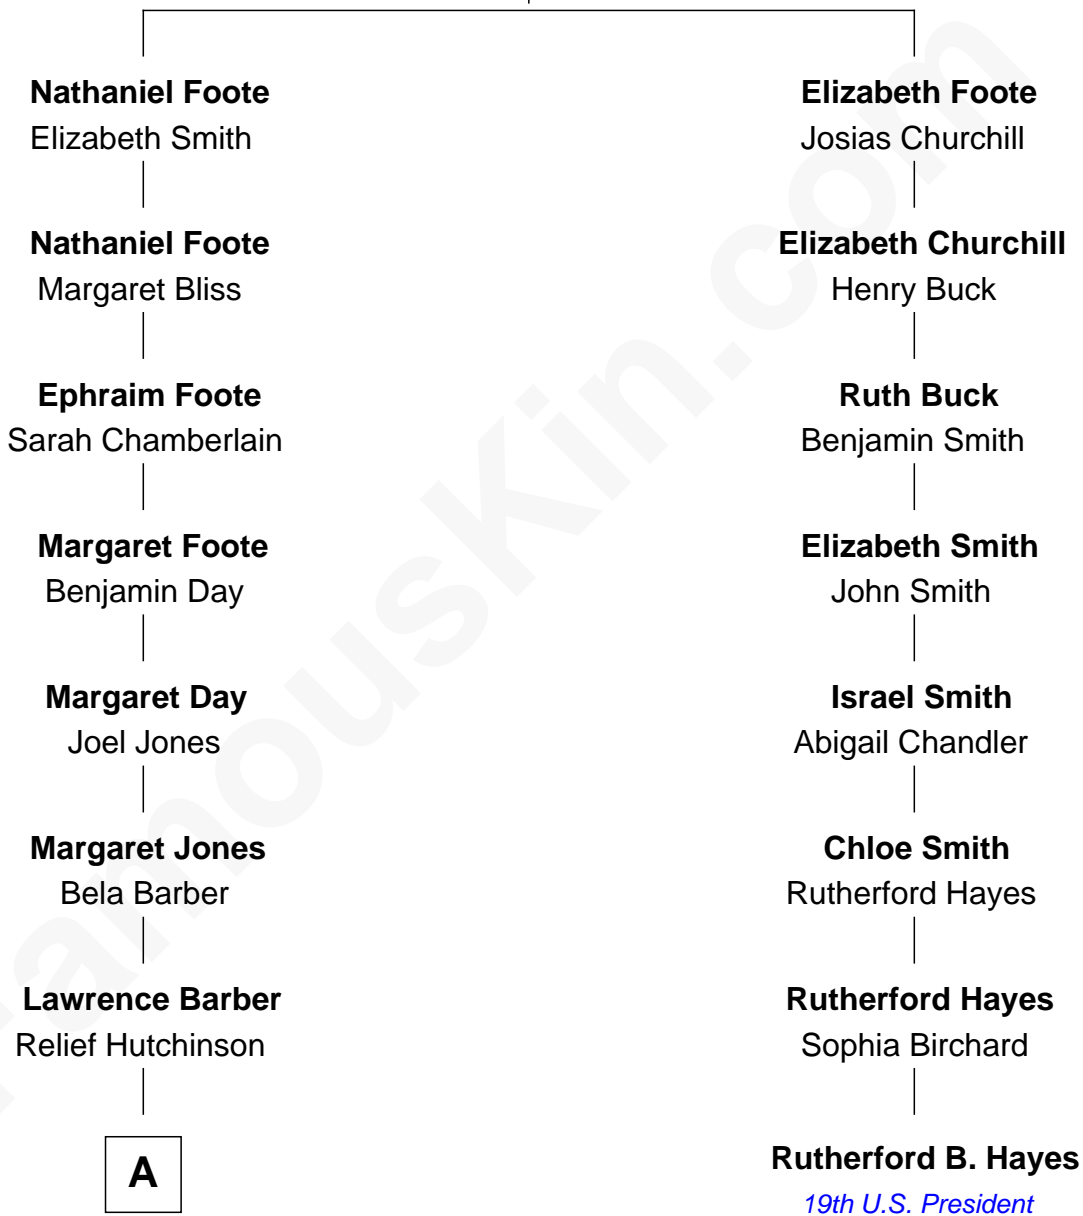 Nathaniel Foote
Elizabeth Smith
Nathaniel Foote
Margaret Bliss
Ephraim Foote
Sarah Chamberlain
Margaret Foote
Benjamin Day
Margaret Day
Joel Jones
Margaret Jones
Bela Barber
Lawrence Barber
Relief Hutchinson
A
Elizabeth Foote
Josias Churchill
Elizabeth Churchill
Henry Buck
Ruth Buck
Benjamin Smith
Elizabeth Smith
John Smith
Israel Smith
Abigail Chandler
Chloe Smith
Rutherford Hayes
Rutherford Hayes
Sophia Birchard
Rutherford B. Hayes
19th U.S. President
FamousKin.com